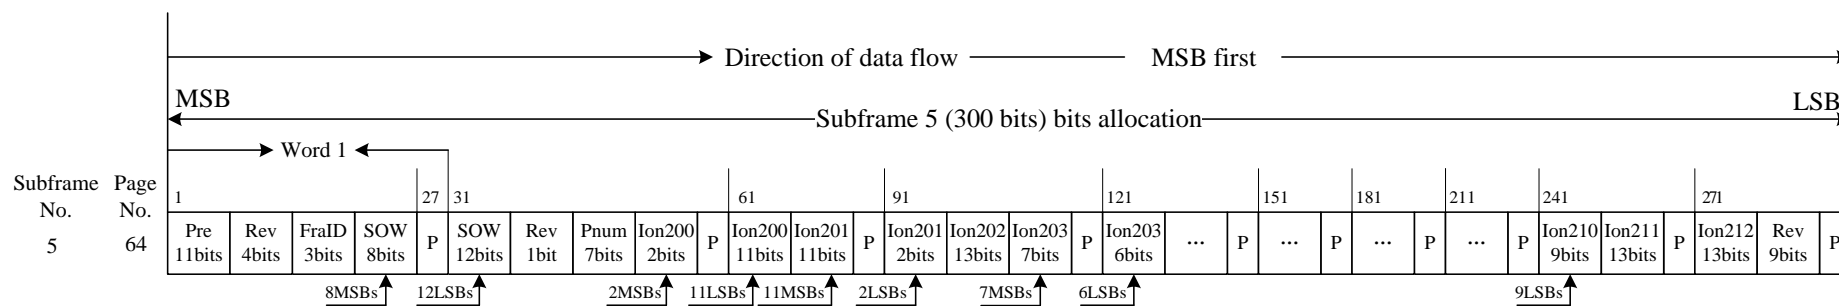 Direction of data flow MSB first
MSB LSB
Subframe 5 (300 bits) bits allocation
Word 1
Subframe No. Page No.
1 27 31 61 91 121 151 181 211 241 271
5 64 Pre 11bits Rev 4bits FraID 3bits SOW 8bits P SOW 12bits Rev 1bit Pnum 7bits Ion200 2bits P Ion200 11bits Ion201 11bits P Ion201 2bits Ion202 13bits Ion203 7bits P Ion203 6bits ... P ... P ... P ... P Ion210 9bits Ion211 13bits P Ion212 13bits Rev 9bits P
8MSBs 12LSBs 2MSBs 11LSBs 11MSBs 2LSBs 7MSBs 6LSBs 9LSBs